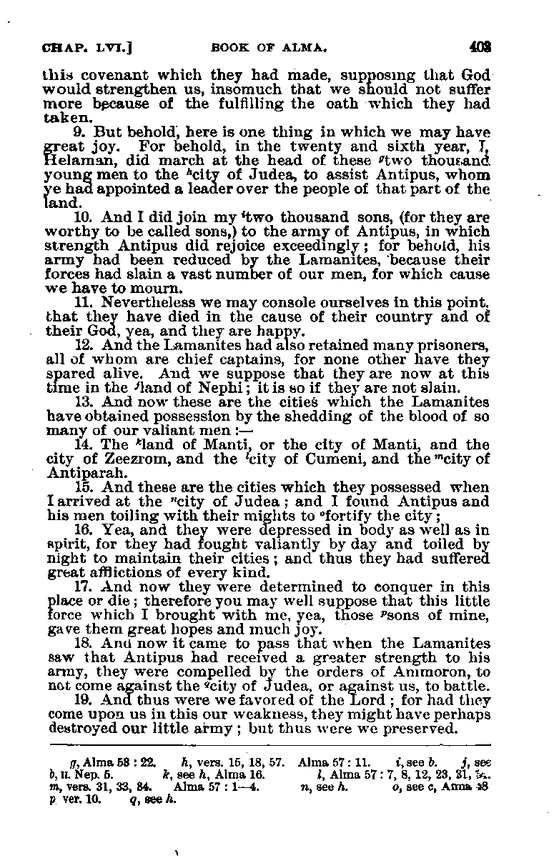 CHAP. LVI.] BOOK OF ALMA. 403
this covenant which they had made, supposing that God
would strengthen us, insomuch that we should not suffer
more because of the fulfilling the oath which they had
taken.
9. But behold, here is one thing in which we may have
great joy. For behold, in the twenty and sixth year, I,
Helaman, did march at the head of these ᵍtwo thousand
young men to the ʰcity of Judea, to assist Antipus, whom
ye had appointed a leader over the people of that part of the
land.
10. And I did join my ⁱtwo thousand sons, (for they are
worthy to be called sons,) to the army of Antipus, in which
strength Antipus did rejoice exceedingly; for behold, his
army had been reduced by the Lamanites, because their
forces had slain a vast number of our men, for which cause
we have to mourn.
11. Nevertheless we may console ourselves in this point,
that they have died in the cause of their country and of
their God, yea, and they are happy.
12. And the Lamanites had also retained many prisoners,
all of whom are chief captains, for none other have they
spared alive. And we suppose that they are now at this
time in the ʲland of Nephi; it is so if they are not slain.
13. And now these are the cities which the Lamanites
have obtained possession by the shedding of the blood of so
many of our valiant men :—
14. The ᵏland of Manti, or the city of Manti, and the
city of Zeezrom, and the ˡcity of Cumeni, and the ᵐcity of
Antiparah.
15. And these are the cities which they possessed when
I arrived at the ⁿcity of Judea; and I found Antipus and
his men toiling with their mights to ᵒfortify the city;
16. Yea, and they were depressed in body as well as in
spirit, for they had fought valiantly by day and toiled by
night to maintain their cities; and thus they had suffered
great afflictions of every kind.
17. And now they were determined to conquer in this
place or die; therefore you may well suppose that this little
force which I brought with me, yea, those ᵖsons of mine,
gave them great hopes and much joy.
18. And now it came to pass that when the Lamanites
saw that Antipus had received a greater strength to his
army, they were compelled by the orders of Ammoron, to
not come against the qcity of Judea, or against us, to battle.
19. And thus were we favored of the Lord; for had they
come upon us in this our weakness, they might have perhaps
destroyed our little army; but thus were we preserved.
g, Alma 53 : 22. h, vers. 15, 18, 57. Alma 57 : 11. i, see b. j, see
b, II. Nep. 5. k, see h, Alma 16. l, Alma 57 : 7, 8, 12, 23, 31,
m, vers. 31, 33, 34. Alma 57 : 1—4. n, see h. o, see c, Alma 48
p ver. 10. q, see h.